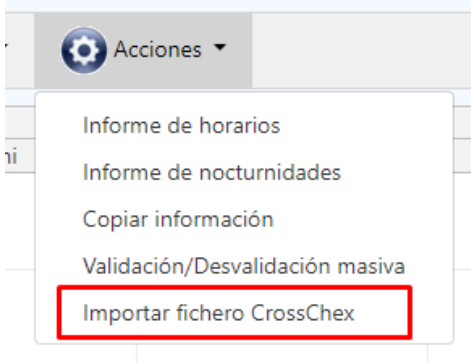 Acciones
Informe de horarios
Informe de nocturnidades
Copiar información
Validación/Desvalidación masiva
Importar fichero CrossChex